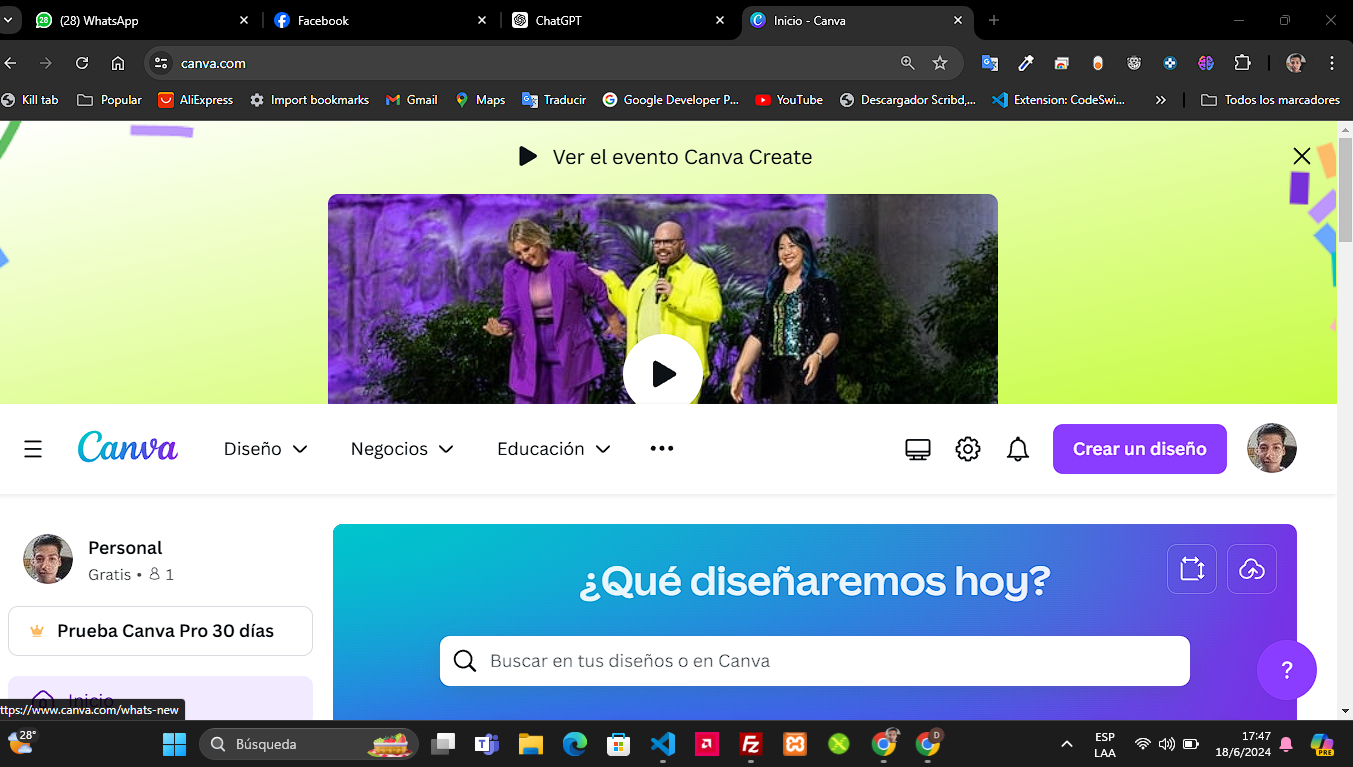 (28) WhatsApp
Facebook
ChatGPT
Inicio - Canva
canva.com
Kill tab
Popular
AliExpress
Import bookmarks
Gmail
Maps
Traducir
Google Developer P...
YouTube
Descargador Scribd,...
Extension: CodeSwi...
Todos los marcadores
Ver el evento Canva Create
Canva
Diseño
Negocios
Educación
Crear un diseño
Personal
Gratis • 1
Prueba Canva Pro 30 días
¿Qué diseñaremos hoy?
Buscar en tus diseños o en Canva
?
Inicio
ttps://www.canva.com/whats-new
28°
Búsqueda
ESP
LAA
17:47
18/6/2024